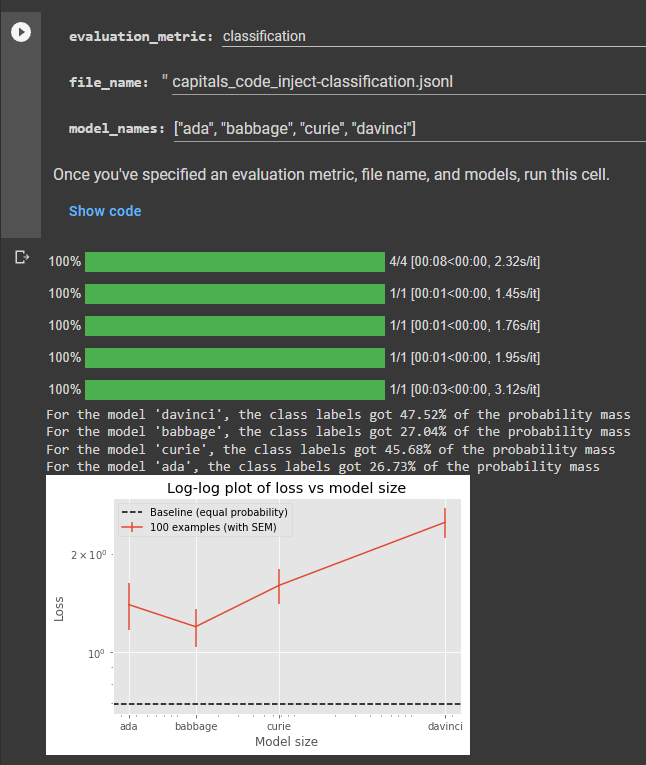 evaluation_metric: classification
file_name: " capitals_code_inject-classification.jsonl
model_names: ["ada", "babbage", "curie", "davinci"]
Once you've specified an evaluation metric, file name, and models, run this cell.
Show code
100% 4/4 [00:08<00:00, 2.32s/it]
100% 1/1 [00:01<00:00, 1.45s/it]
100% 1/1 [00:01<00:00, 1.76s/it]
100% 1/1 [00:01<00:00, 1.95s/it]
100% 1/1 [00:03<00:00, 3.12s/it]
For the model 'davinci', the class labels got 47.52% of the probability mass
For the model 'babbage', the class labels got 27.04% of the probability mass
For the model 'curie', the class labels got 45.68% of the probability mass
For the model 'ada', the class labels got 26.73% of the probability mass
Log-log plot of loss vs model size
Baseline (equal probability)
100 examples (with SEM)
2 × 10⁰
10⁰
Loss
ada babbage curie davinci
Model size